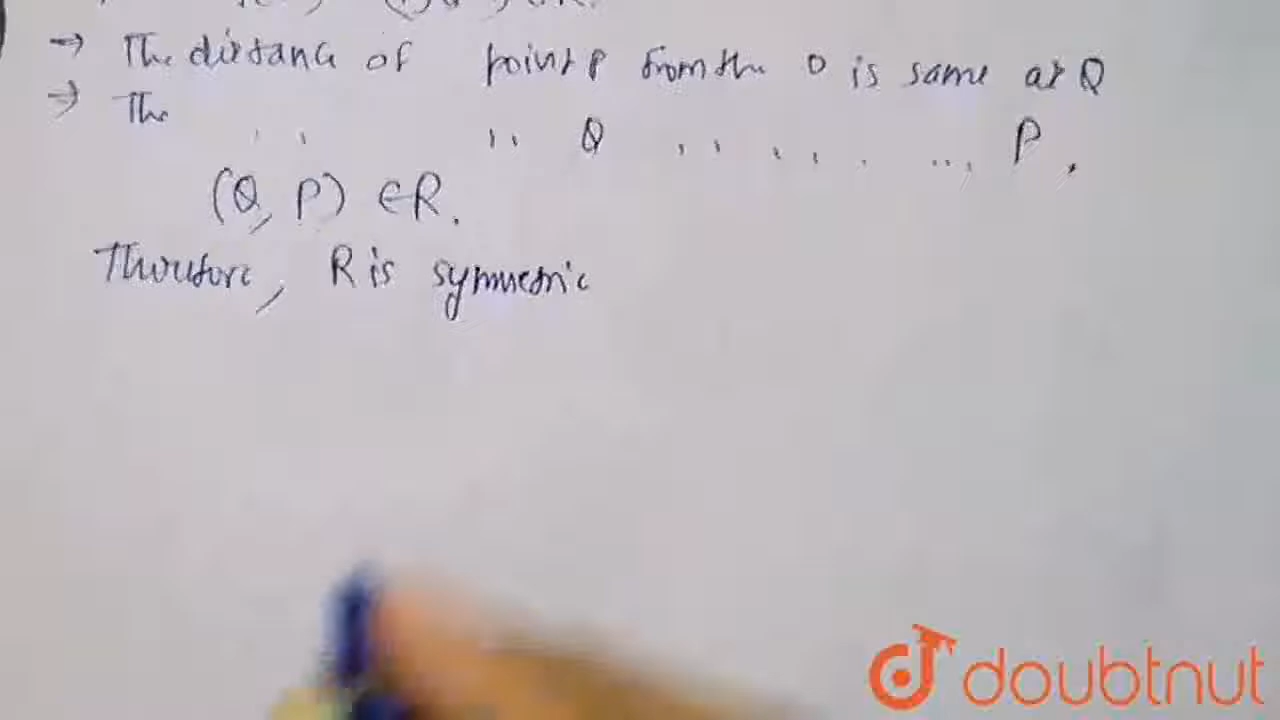 → The distance of point P from the O is same as Q
→ The ,, ,, Q ,, ,, ,, P.
(Q, P) ∈ R.
Therefore, R is symmetric
doubtnut